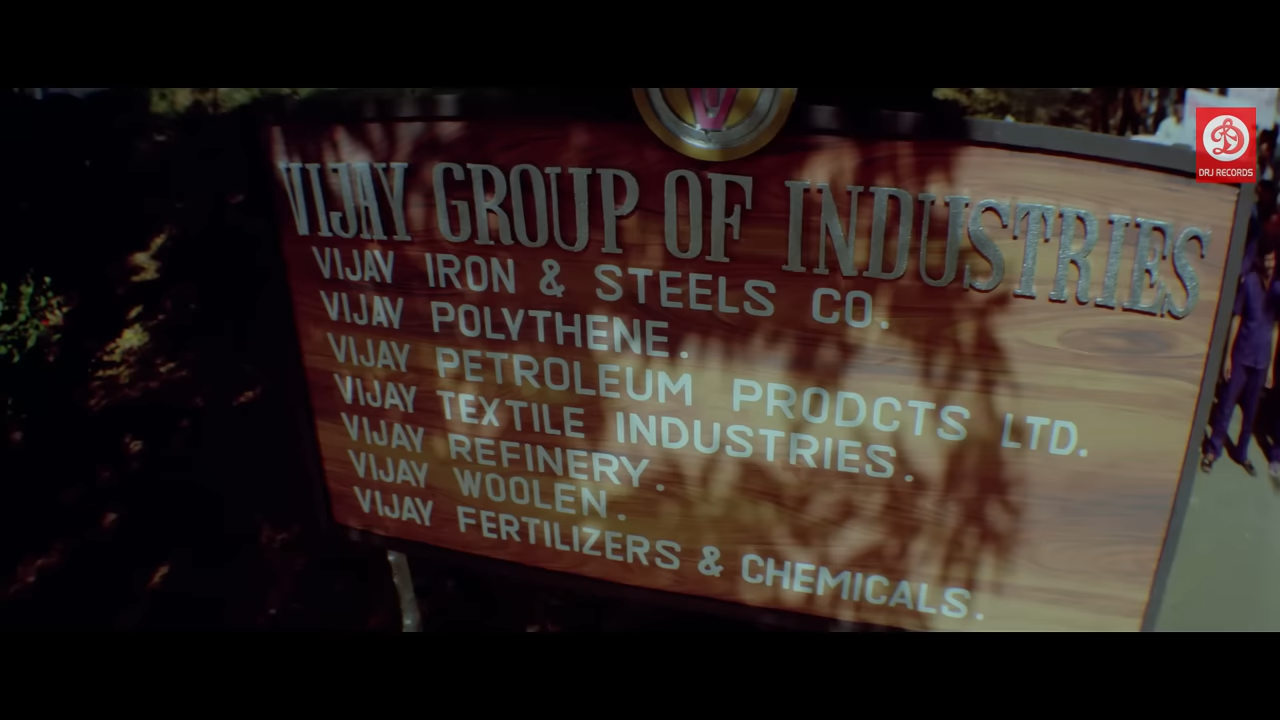 VIJAY GROUP OF INDUSTRIES
VIJAY IRON & STEELS CO.
VIJAY POLYTHENE.
VIJAY PETROLEUM PRODCTS LTD.
VIJAY TEXTILE INDUSTRIES.
VIJAY REFINERY.
VIJAY WOOLEN.
VIJAY FERTILIZERS & CHEMICALS.
DRJ RECORDS